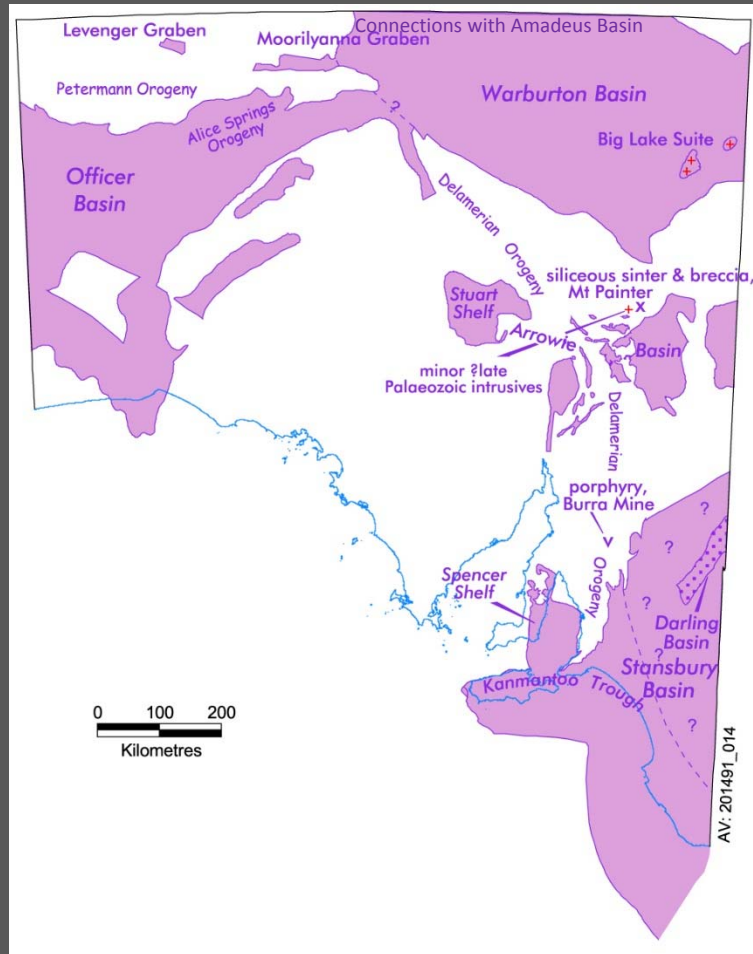 Connections with Amadeus Basin
Levenger Graben
Moorilyanna Graben
Petermann Orogeny
Warburton Basin
Alice Springs
Orogeny
?
Big Lake Suite
Officer
Basin
Delamerian Orogeny
siliceous sinter & breccia,
Mt Painter
x
Stuart
Shelf
Arrowie
Basin
minor ?late
Palaeozoic intrusives
Delamerian
porphyry,
Burra Mine
v
Orogeny
?
?
Spencer
Shelf
?
Darling
Basin
?
Stansbury
Basin
Kanmantoo Trough
?
0 100 200
Kilometres
AV: 201491_014